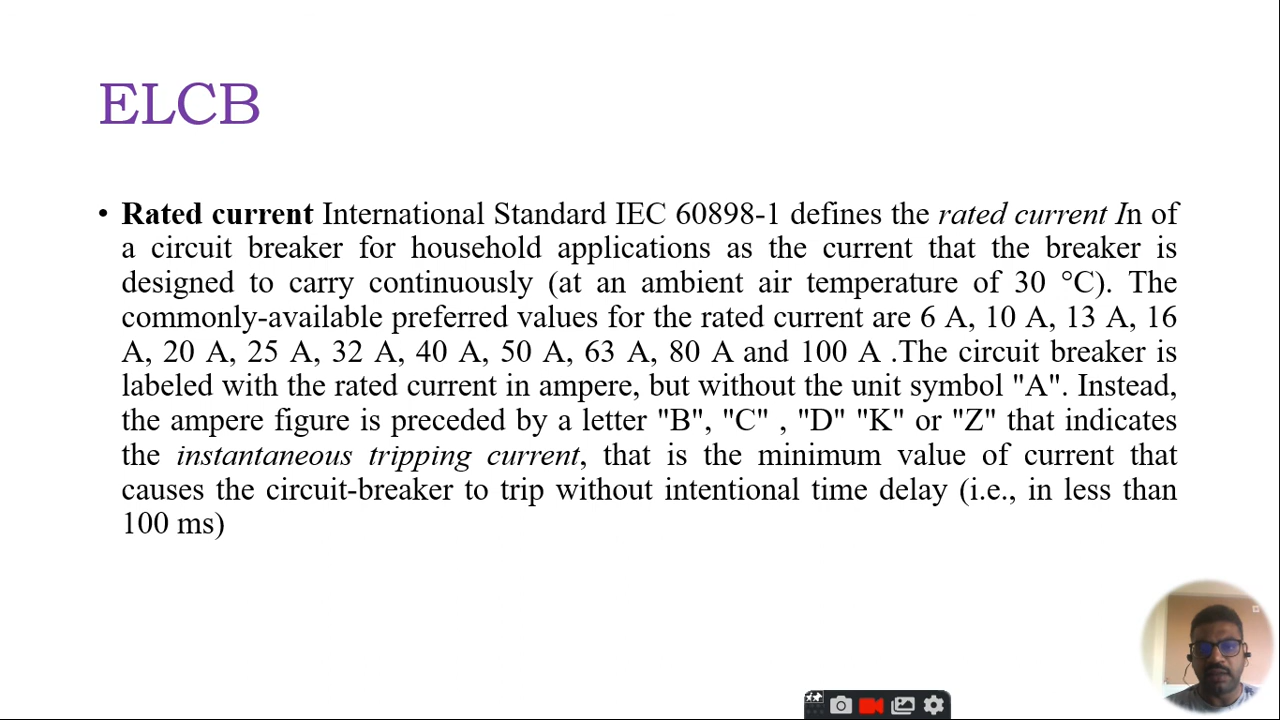 ELCB
• Rated current International Standard IEC 60898-1 defines the rated current In of
a circuit breaker for household applications as the current that the breaker is
designed to carry continuously (at an ambient air temperature of 30 °C). The
commonly-available preferred values for the rated current are 6 A, 10 A, 13 A, 16
A, 20 A, 25 A, 32 A, 40 A, 50 A, 63 A, 80 A and 100 A .The circuit breaker is
labeled with the rated current in ampere, but without the unit symbol "A". Instead,
the ampere figure is preceded by a letter "B", "C" , "D" "K" or "Z" that indicates
the instantaneous tripping current, that is the minimum value of current that
causes the circuit-breaker to trip without intentional time delay (i.e., in less than
100 ms)